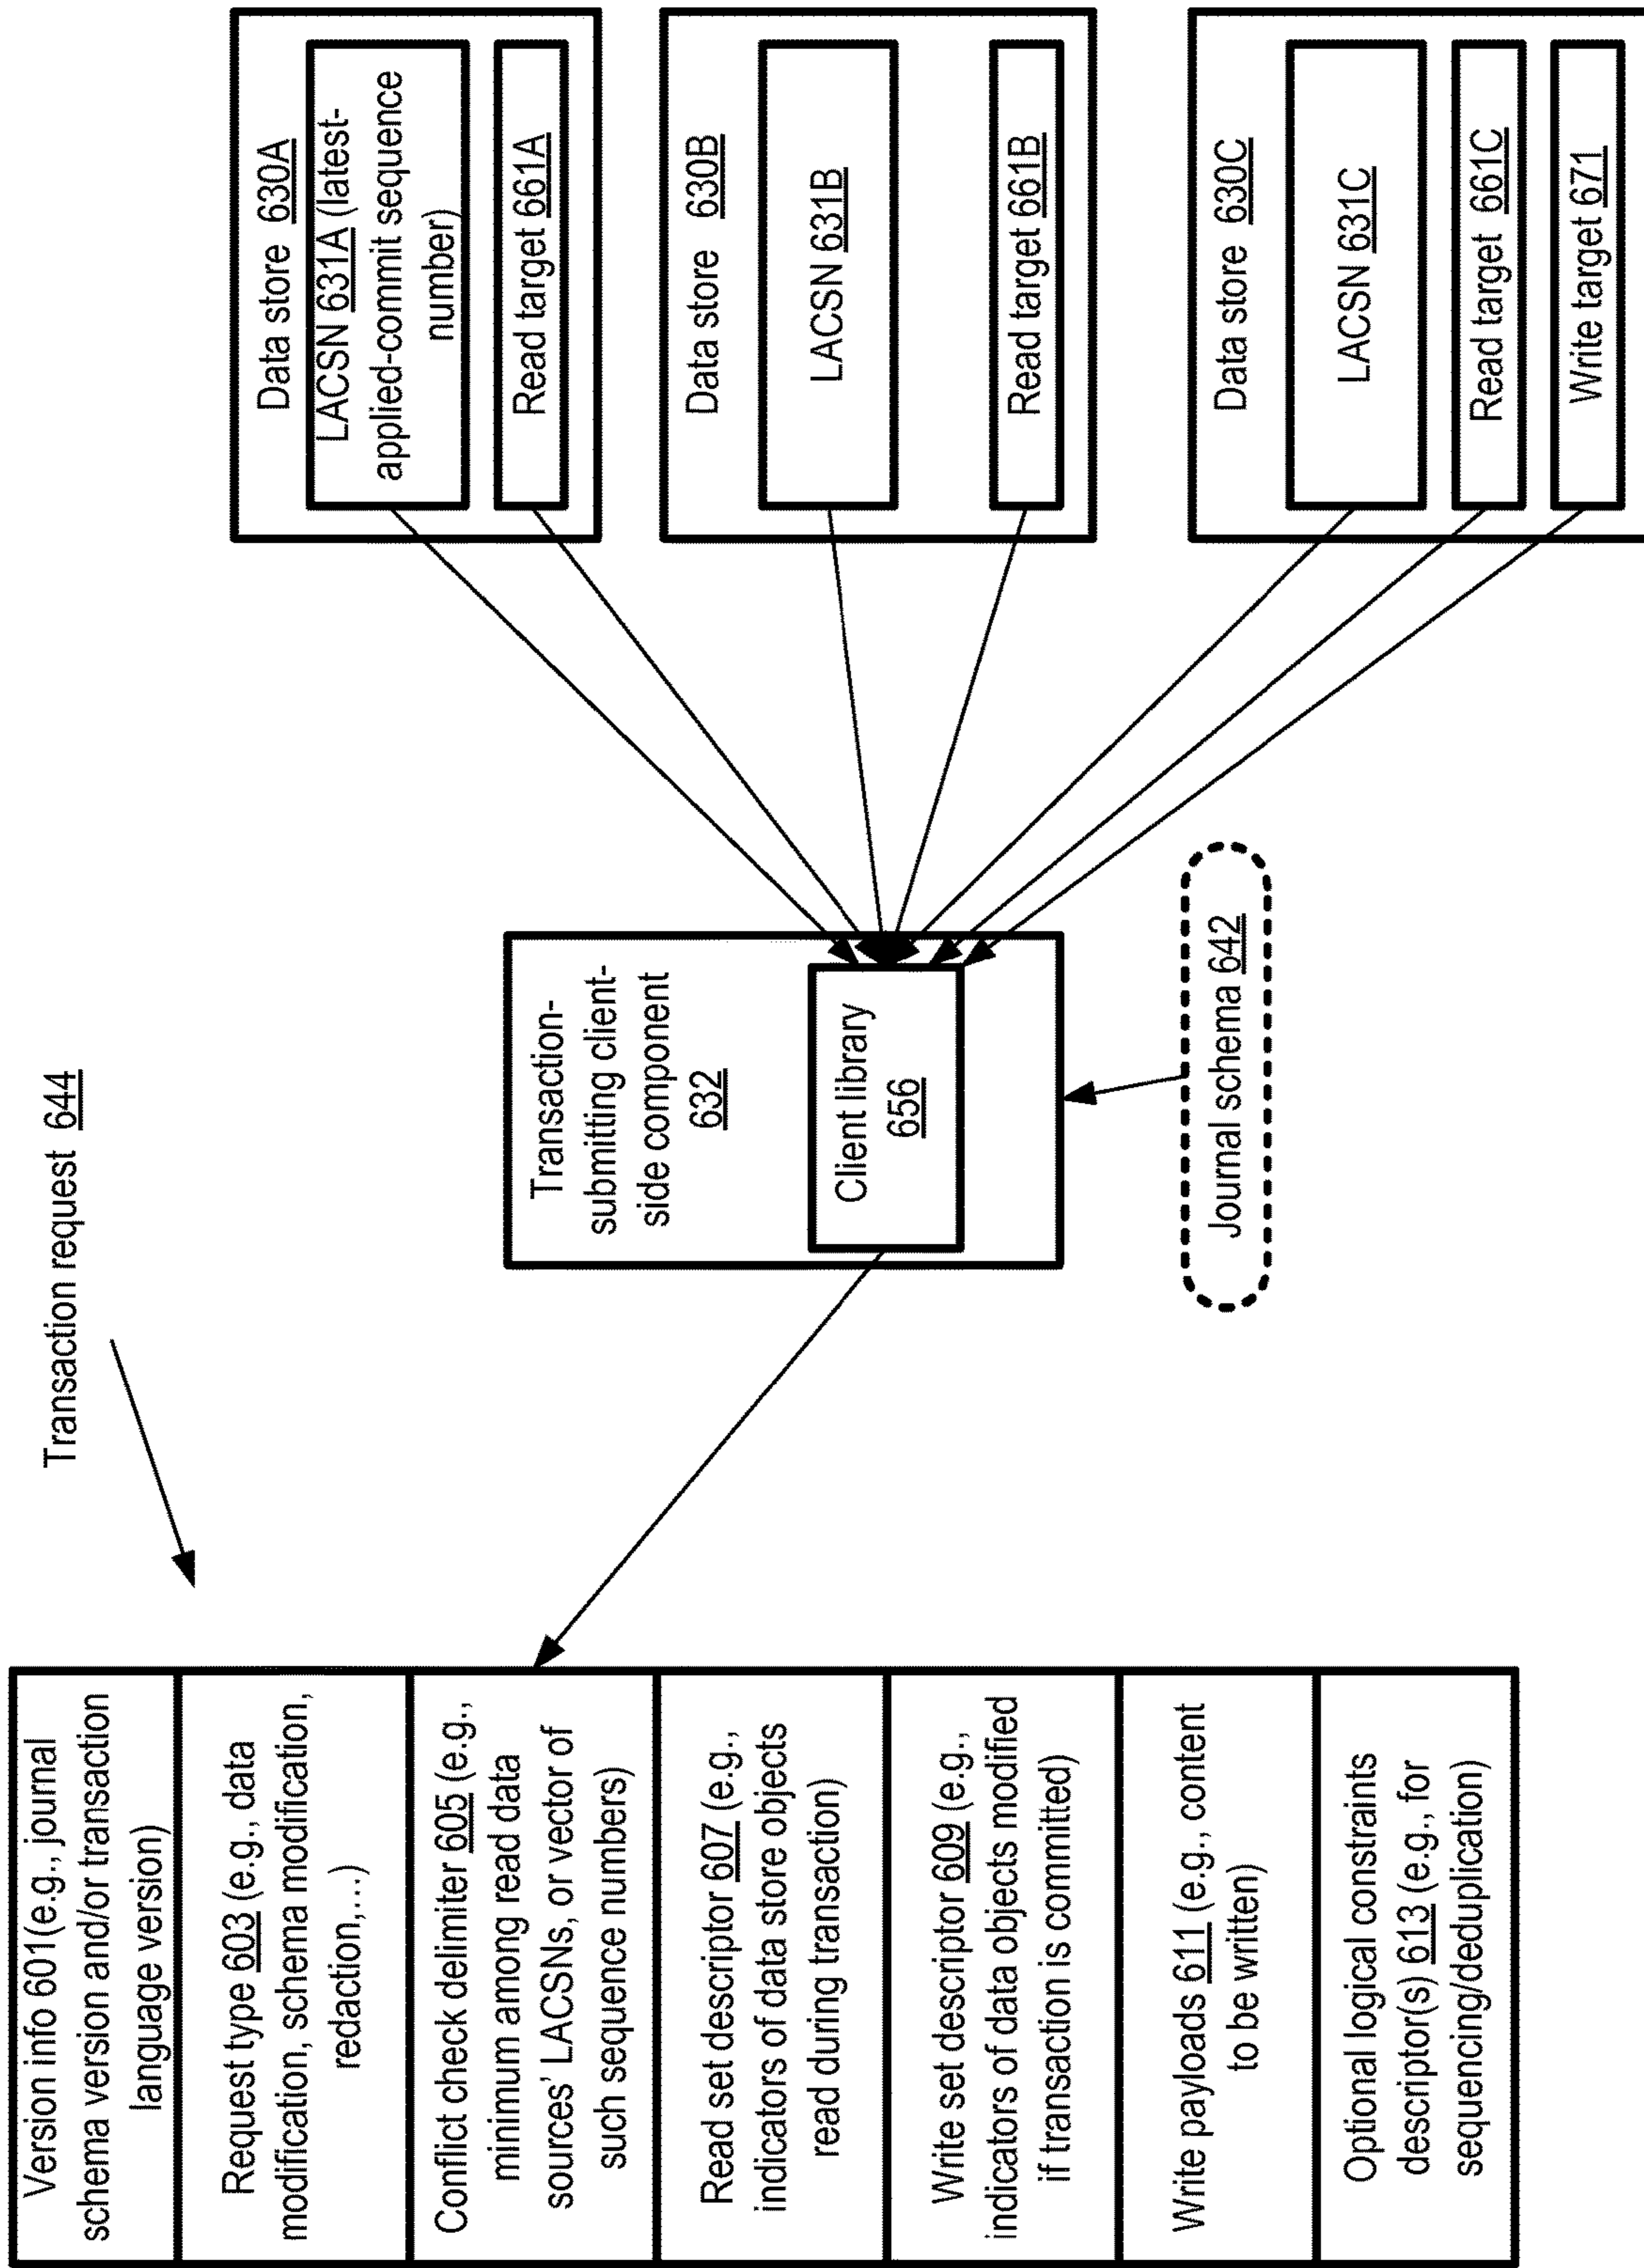 Transaction request 644
Version info 601(e.g., journal
schema version and/or transaction
language version)
Request type 603 (e.g., data
modification, schema modification,
redaction,...)
Conflict check delimiter 605 (e.g.,
minimum among read data
sources' LACSNs, or vector of
such sequence numbers)
Read set descriptor 607 (e.g.,
indicators of data store objects
read during transaction)
Write set descriptor 609 (e.g.,
indicators of data objects modified
if transaction is committed)
Write payloads 611 (e.g., content
to be written)
Optional logical constraints
descriptor(s) 613 (e.g., for
sequencing/deduplication)
Transaction-
submitting client-
side component
632
Client library
656
Journal schema 642
Data store 630A
LACSN 631A (latest-
applied-commit sequence
number)
Read target 661A
Data store 630B
LACSN 631B
Read target 661B
Data store 630C
LACSN 631C
Read target 661C
Write target 671